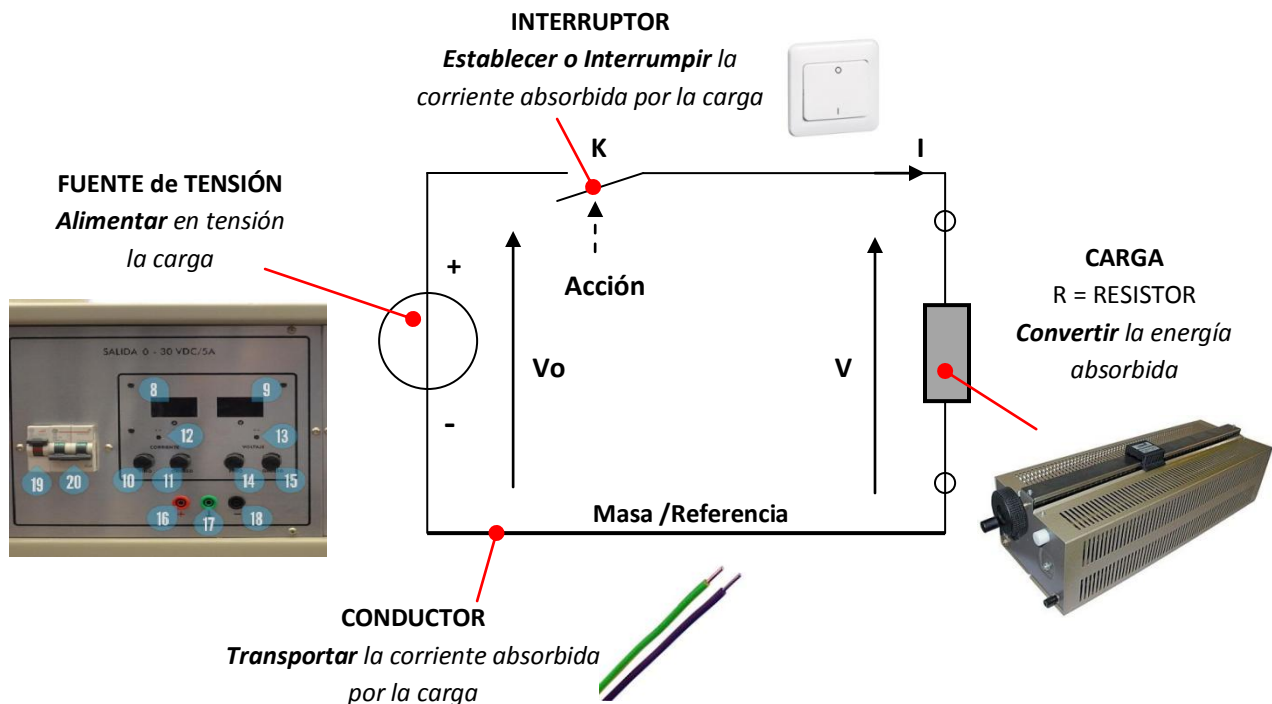 INTERRUPTOR
Establecer o Interrumpir la
corriente absorbida por la carga
K
I
FUENTE de TENSIÓN
Alimentar en tensión
la carga
+
-
Vo
Acción
V
CARGA
R = RESISTOR
Convertir la energía
absorbida
SALIDA 0 - 30 VDC/5A
8
9
12
13
CORRIENTE
VOLTAJE
10
11
14
15
19
20
16
17
18
Masa /Referencia
CONDUCTOR
Transportar la corriente absorbida
por la carga